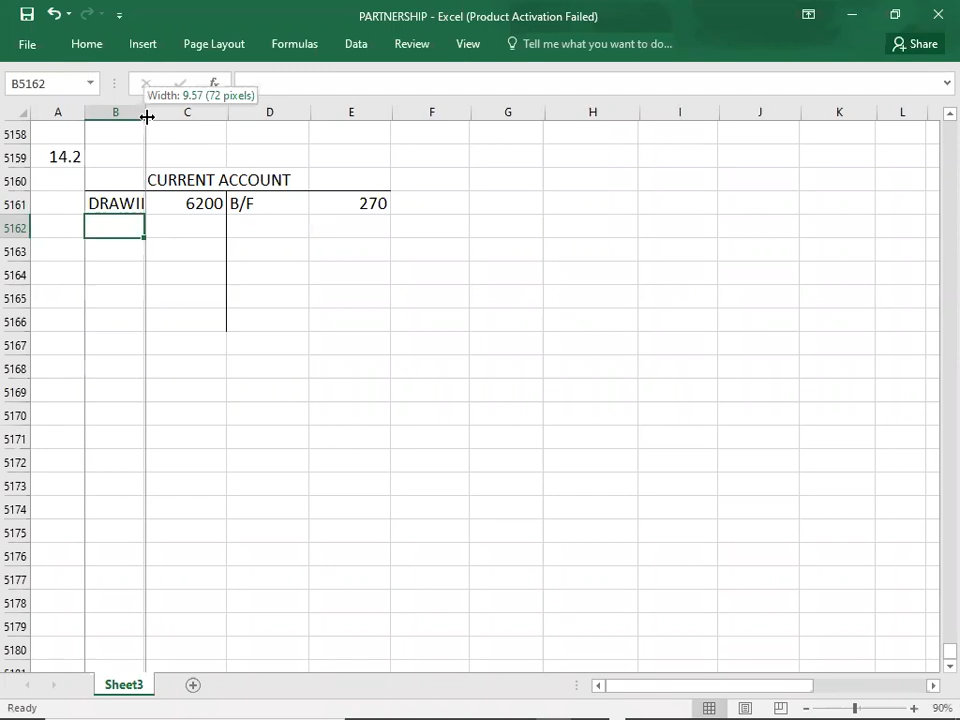 PARTNERSHIP - Excel (Product Activation Failed)
File Home Insert Page Layout Formulas Data Review View Tell me what you want to do... Share
B5162 fx
Width: 9.57 (72 pixels)
A B C D E F G H I J K L
5158
5159 14.2
5160 CURRENT ACCOUNT
5161 DRAWII 6200 B/F 270
5162
5163
5164
5165
5166
5167
5168
5169
5170
5171
5172
5173
5174
5175
5176
5177
5178
5179
5180
Sheet3
Ready 90%